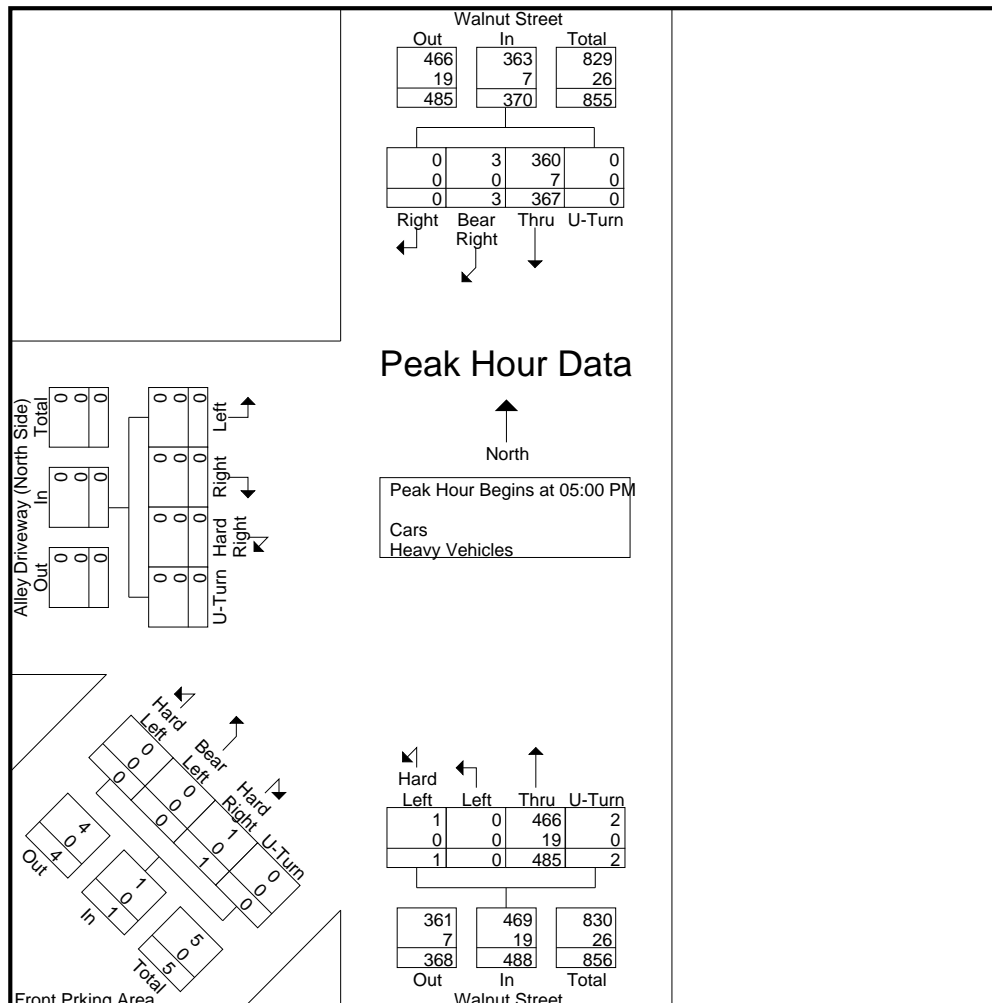 Walnut Street
Out In Total
466 363 829
19 7 26
485 370 855
0 3 360 0
0 0 7 0
0 3 367 0
Right Bear Right Thru U-Turn
Peak Hour Data
North
Peak Hour Begins at 05:00 PM
Cars
Heavy Vehicles
Alley Driveway (North Side)
Total In Out
0 0 0
0 0 0
0 0 0
Left Right Hard Right U-Turn
0 0 0
0 0 0
0 0 0
0 0 0
Hard Left Bear Left Hard Right U-Turn
0 0 1 0
0 0 0 0
0 0 1 0
4 1 5
0 0 0
4 1 5
Out In Total
Front Prking Area
Hard
Left Left Thru U-Turn
1 0 466 2
0 0 19 0
1 0 485 2
361 469 830
7 19 26
368 488 856
Out In Total
Walnut Street